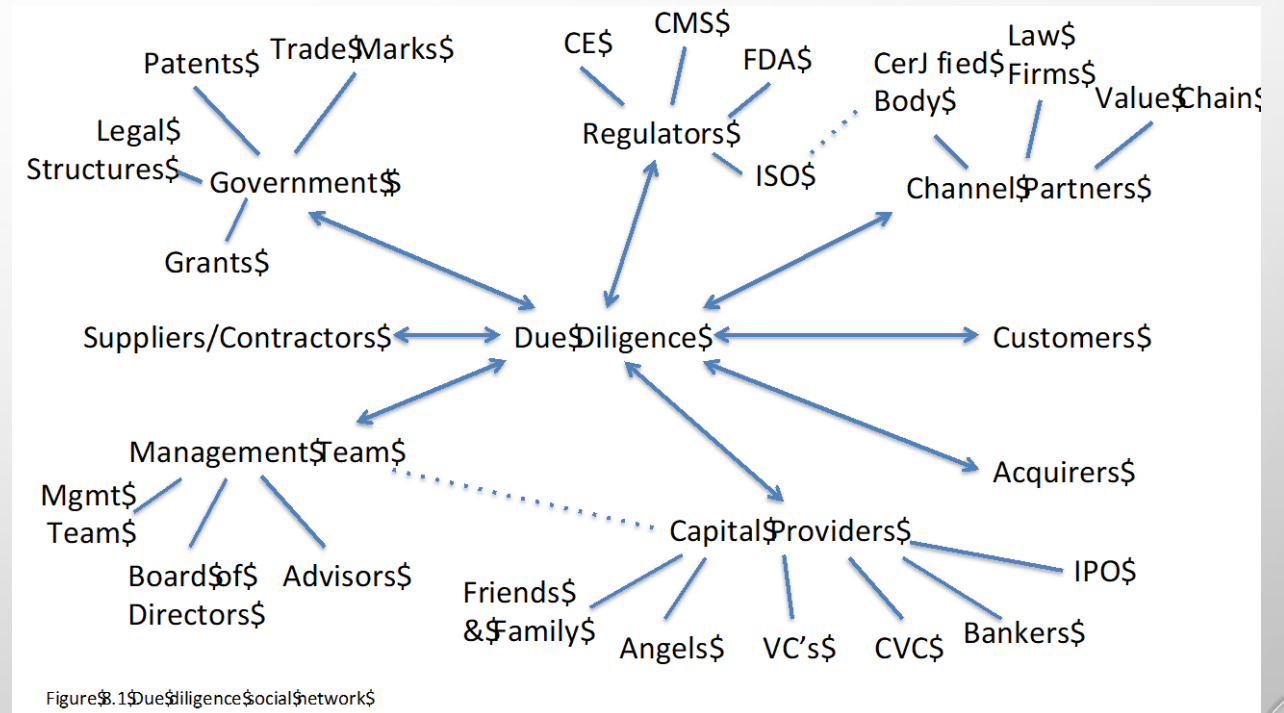 CMS$
Patents$
Trade$Marks$
CE$
FDA$
Law$
Firms$
CerJ fied$
Body$
Value$Chain$
Legal$
Structures$
Regulators$
Government$$
ISO$
Channel$Partners$
Grants$
Suppliers/Contractors$
Due$Diligence$
Customers$
Management$Team$
Acquirers$
Mgmt$
Team$
Capital$Providers$
Board$of$
Directors$
Advisors$
Friends$
&$Family$
Angels$
VC's$
CVC$
Bankers$
IPO$
Figure$8.1$Due$diligence$social$network$